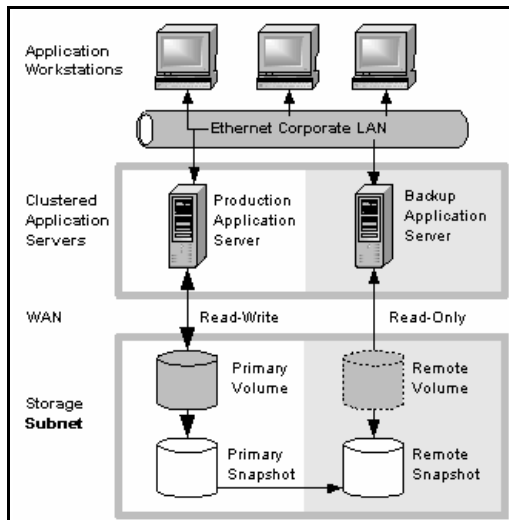 Application
Workstations
Ethernet Corporate LAN
Clustered
Application
Servers
Production
Application
Server
Backup
Application
Server
WAN
Read-Write
Read-Only
Storage
Subnet
Primary
Volume
Remote
Volume
Primary
Snapshot
Remote
Snapshot